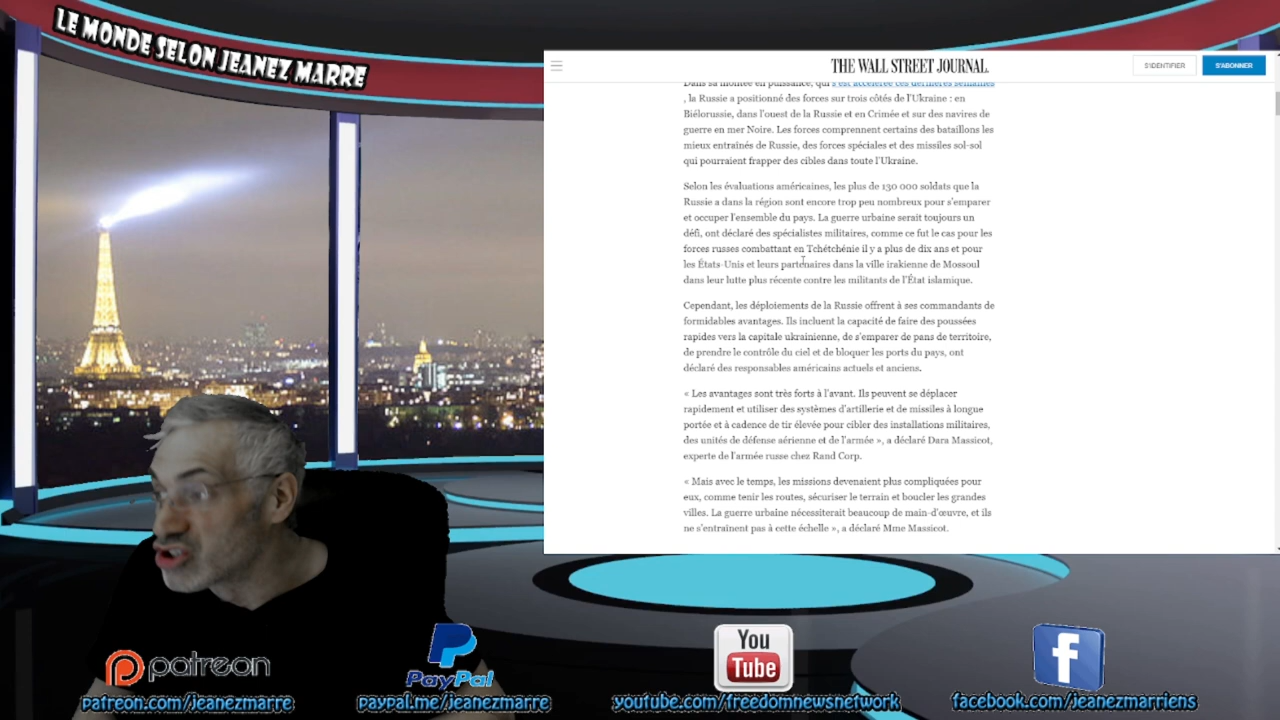 LE MONDE SELON JEANEZ MARRE
THE WALL STREET JOURNAL.
S'IDENTIFIER
S'ABONNER
Dans sa montée en puissance, qui s'est accélérée ces dernières semaines
, la Russie a positionné des forces sur trois côtés de l'Ukraine : en
Biélorussie, dans l'ouest de la Russie et en Crimée et sur des navires de
guerre en mer Noire. Les forces comprennent certains des bataillons les
mieux entraînés de Russie, des forces spéciales et des missiles sol-sol
qui pourraient frapper des cibles dans toute l'Ukraine.
Selon les évaluations américaines, les plus de 130 000 soldats que la
Russie a dans la région sont encore trop peu nombreux pour s'emparer
et occuper l'ensemble du pays. La guerre urbaine serait toujours un
défi, ont déclaré des spécialistes militaires, comme ce fut le cas pour les
forces russes combattant en Tchétchénie il y a plus de dix ans et pour
les États-Unis et leurs partenaires dans la ville irakienne de Mossoul
dans leur lutte plus récente contre les militants de l'État islamique.
Cependant, les déploiements de la Russie offrent à ses commandants de
formidables avantages. Ils incluent la capacité de faire des poussées
rapides vers la capitale ukrainienne, de s'emparer de pans de territoire,
de prendre le contrôle du ciel et de bloquer les ports du pays, ont
déclaré des responsables américains actuels et anciens.
« Les avantages sont très forts à l'avant. Ils peuvent se déplacer
rapidement et utiliser des systèmes d'artillerie et de missiles à longue
portée et à cadence de tir élevée pour cibler des installations militaires,
des unités de défense aérienne et de l'armée », a déclaré Dara Massicot,
experte de l'armée russe chez Rand Corp.
« Mais avec le temps, les missions devenaient plus compliquées pour
eux, comme tenir les routes, sécuriser le terrain et boucler les grandes
villes. La guerre urbaine nécessiterait beaucoup de main-d'œuvre, et ils
ne s'entraînent pas à cette échelle », a déclaré Mme Massicot.
patreon
PayPal
You
Tube
f
patreon.com/jeanezmarre
paypal.me/jeanezmarre
youtube.com/freedomnewsnetwork
facebook.com/jeanezmarriens